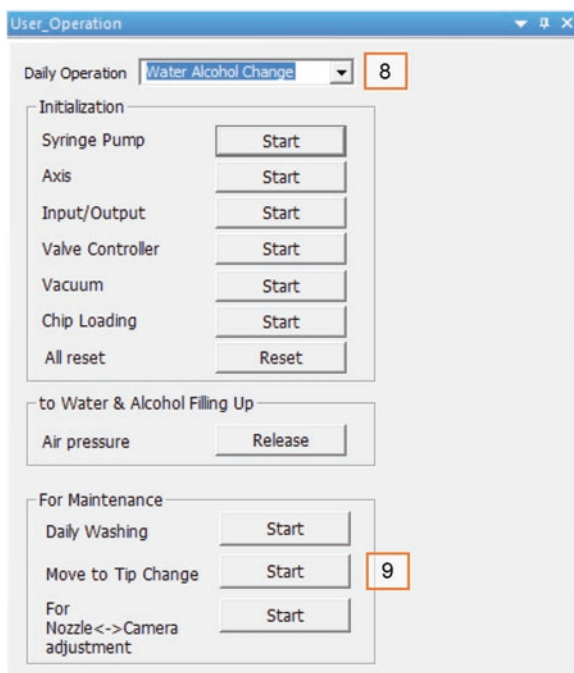 User_Operation
Daily Operation Water Alcohol Change 8
Initialization
Syringe Pump Start
Axis Start
Input/Output Start
Valve Controller Start
Vacuum Start
Chip Loading Start
All reset Reset
to Water & Alcohol Filling Up
Air pressure Release
For Maintenance
Daily Washing Start
Move to Tip Change Start 9
For
Nozzle<->Camera Start
adjustment